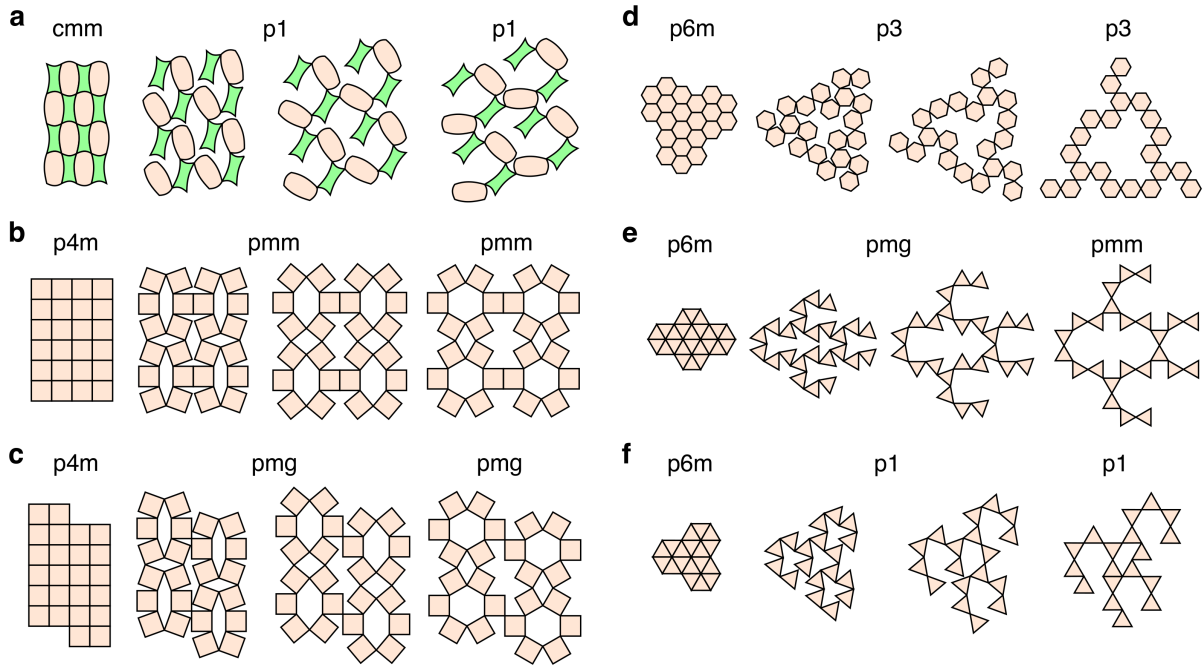 a
cmm p1 p1
b
p4m pmm pmm
c
p4m pmg pmg
d
p6m p3 p3
e
p6m pmg pmm
f
p6m p1 p1